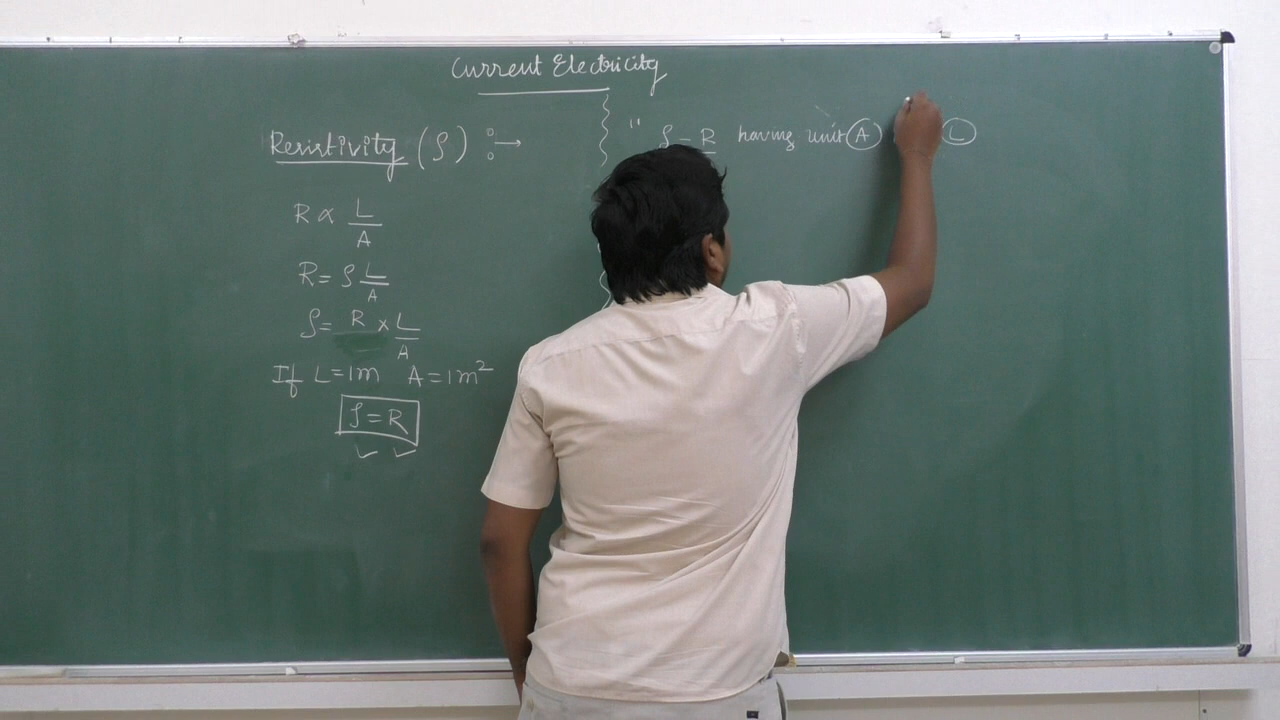 Current Electricity
Resistivity (ρ) :→
R ∝ L/A
R = ρ L/A
ρ = R × L/A
If L = 1m A = 1m²
ρ = R
" ρ – R having unit A L